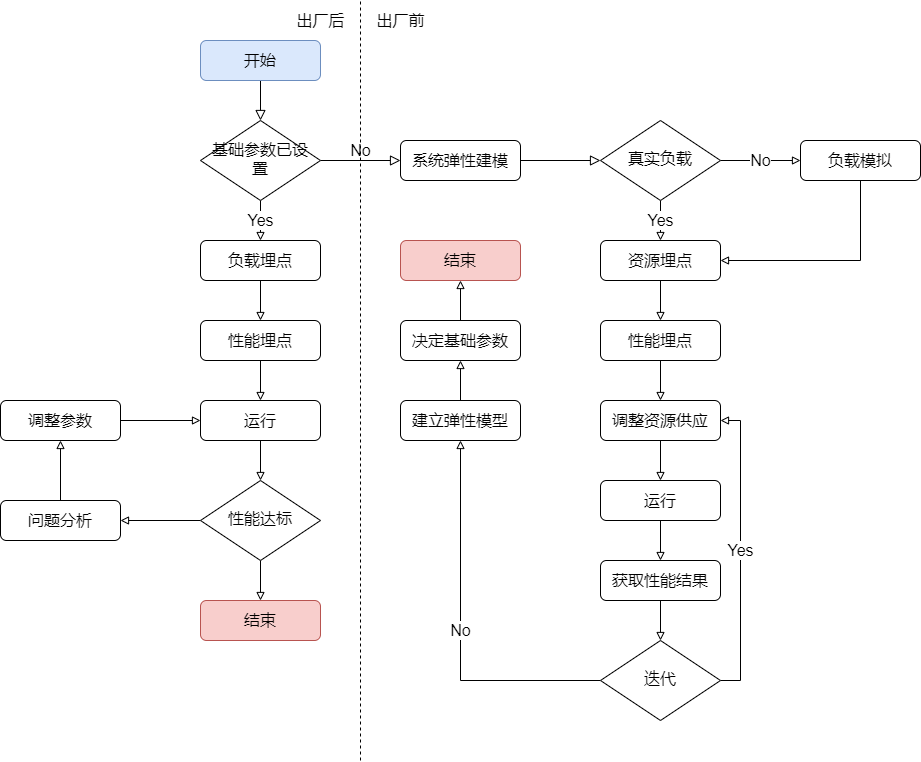 出厂后
出厂前
开始
基础参数已设
置
No
系统弹性建模
真实负载
No
负载模拟
Yes
Yes
负载埋点
结束
资源埋点
性能埋点
决定基础参数
性能埋点
调整参数
运行
建立弹性模型
调整资源供应
问题分析
性能达标
运行
Yes
获取性能结果
结束
No
迭代